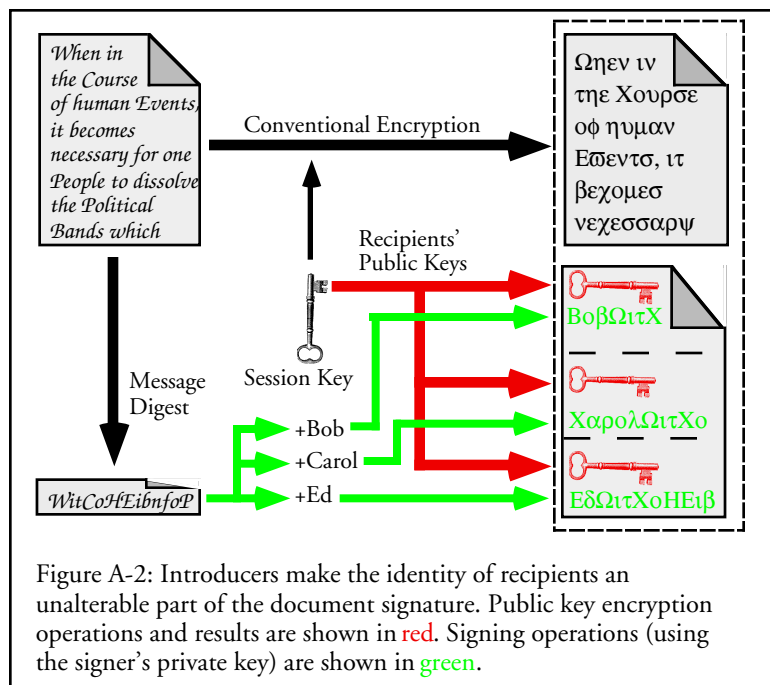 When in
the Course
of human Events,
it becomes
necessary for one
People to dissolve
the Political
Bands which
Conventional Encryption
Ωηεν ιν
τηε Χουρσε
οφ ηυμαν
Εϖεντσ, ιτ
βεχομεσ
νεχεσσαρψ
Recipients'
Public Keys
Session Key
Message
Digest
+Bob
+Carol
+Ed
WitCoHEibnfoP
ΒοβΩιτΧ
ΧαρολΩιτΧο
ΕδΩιτΧοΗΕιβ
Figure A-2: Introducers make the identity of recipients an
unalterable part of the document signature. Public key encryption
operations and results are shown in red. Signing operations (using
the signer's private key) are shown in green.